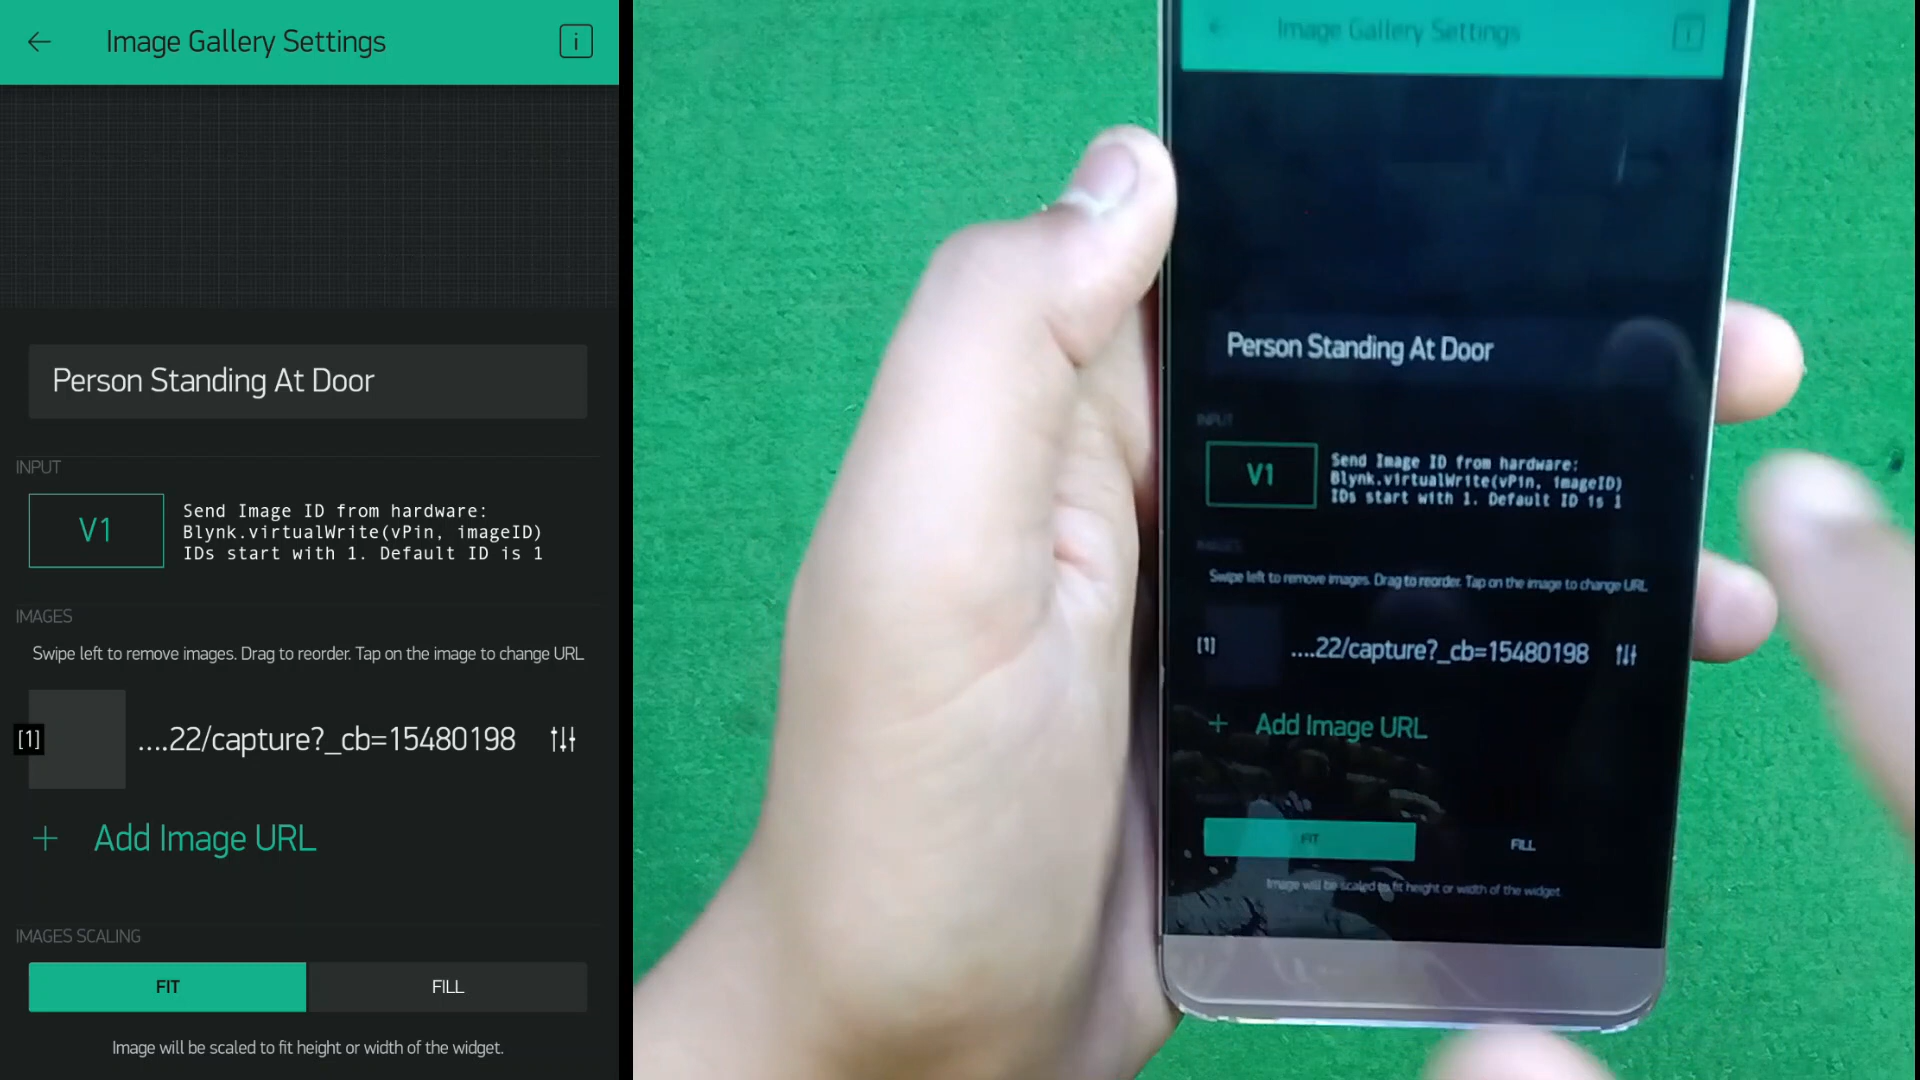 Image Gallery Settings
i
Person Standing At Door
INPUT
V1
Send Image ID from hardware:
Blynk.virtualWrite(vPin, imageID)
IDs start with 1. Default ID is 1
IMAGES
Swipe left to remove images. Drag to reorder. Tap on the image to change URL
[1]
....22/capture?_cb=15480198
+ Add Image URL
IMAGES SCALING
FIT
FILL
Image will be scaled to fit height or width of the widget.
Image Gallery Settings
i
Person Standing At Door
INPUT
V1
Send Image ID from hardware:
Blynk.virtualWrite(vPin, imageID)
IDs start with 1. Default ID is 1
IMAGES
Swipe left to remove images. Drag to reorder. Tap on the image to change URL
[1]
....22/capture?_cb=15480198
+ Add Image URL
FIT
FILL
Image will be scaled to fit height or width of the widget.